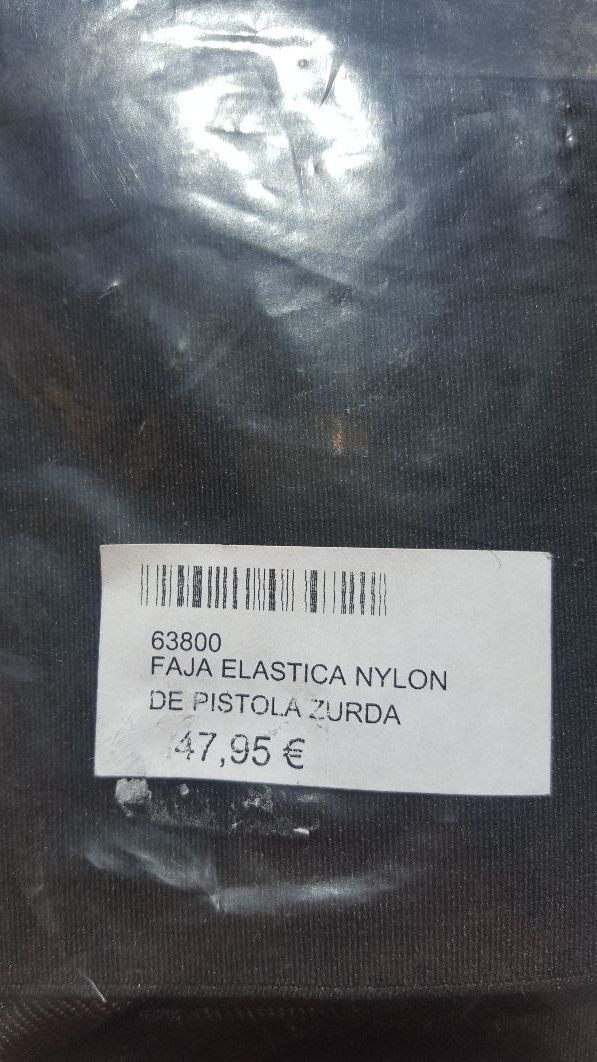 63800
FAJA ELASTICA NYLON
DE PISTOLA ZURDA
47,95 €